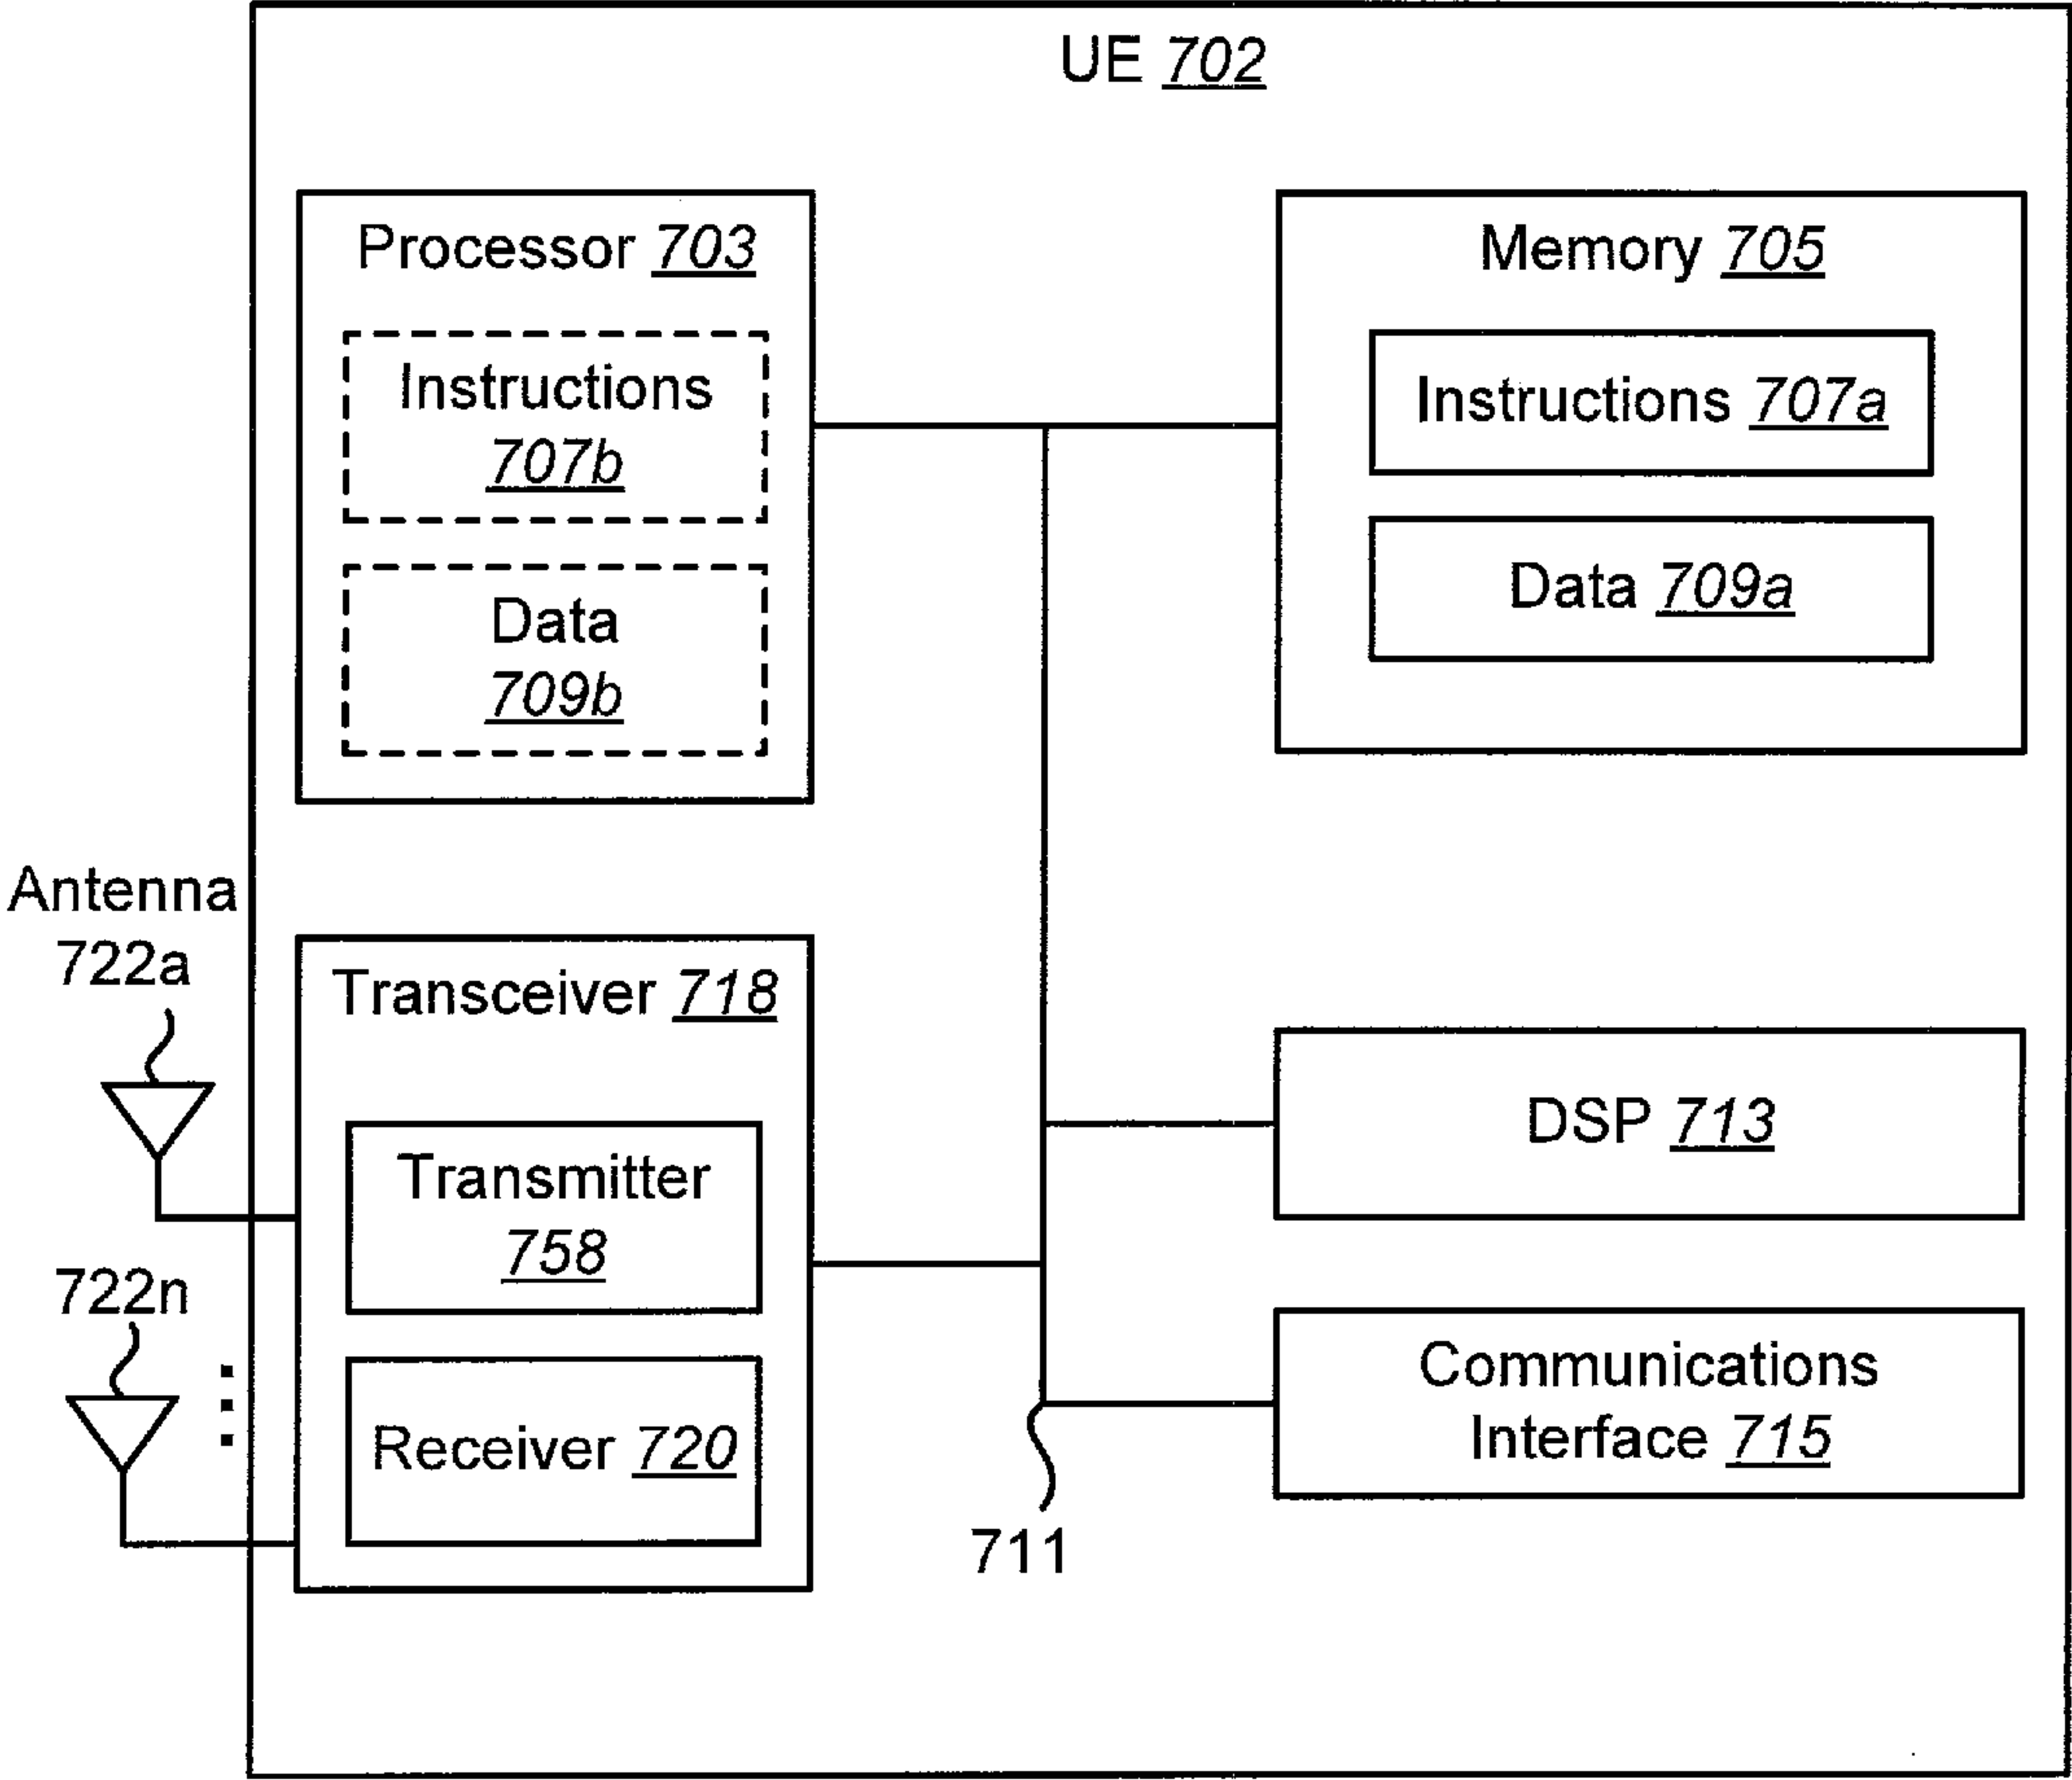 UE 702
Processor 703
Instructions
707b
Data
709b
Memory 705
Instructions 707a
Data 709a
Antenna
722a
722n
Transceiver 718
Transmitter
758
Receiver 720
DSP 713
Communications
Interface 715
711